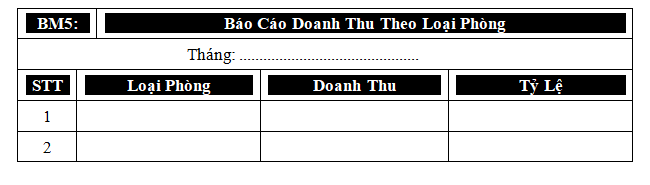 BM5: Báo Cáo Doanh Thu Theo Loại Phòng
Tháng: .............................................
STT Loại Phòng Doanh Thu Tỷ Lệ
1
2